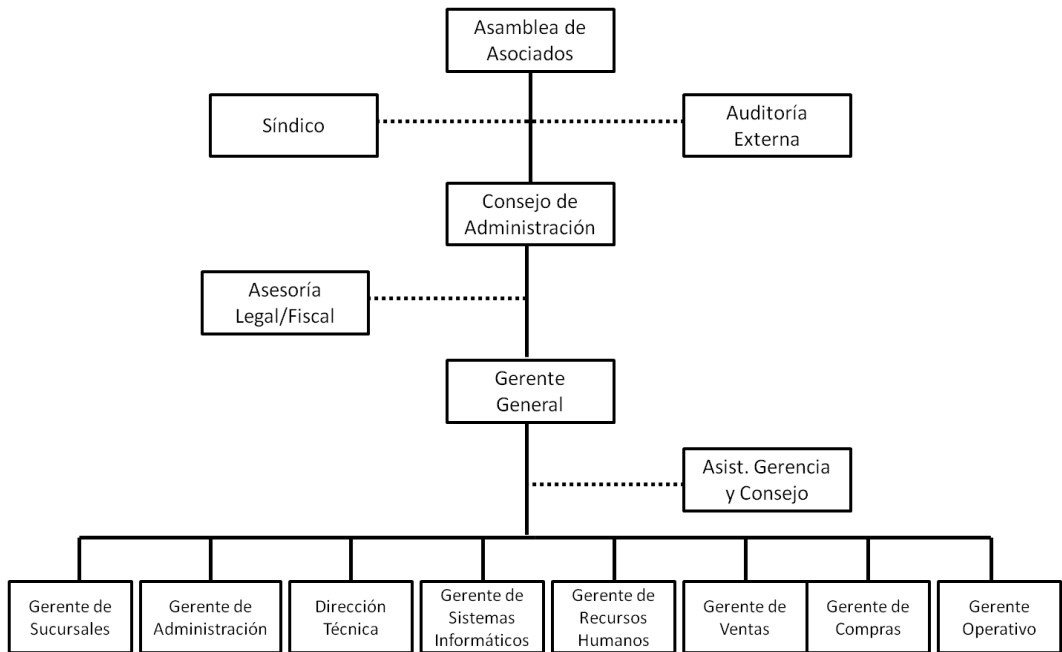 Asamblea de
Asociados
Síndico
Auditoría
Externa
Consejo de
Administración
Asesoría
Legal/Fiscal
Gerente
General
Asist. Gerencia
y Consejo
Gerente de
Sucursales
Gerente de
Administración
Dirección
Técnica
Gerente de
Sistemas
Informáticos
Gerente de
Recursos
Humanos
Gerente de
Ventas
Gerente de
Compras
Gerente
Operativo